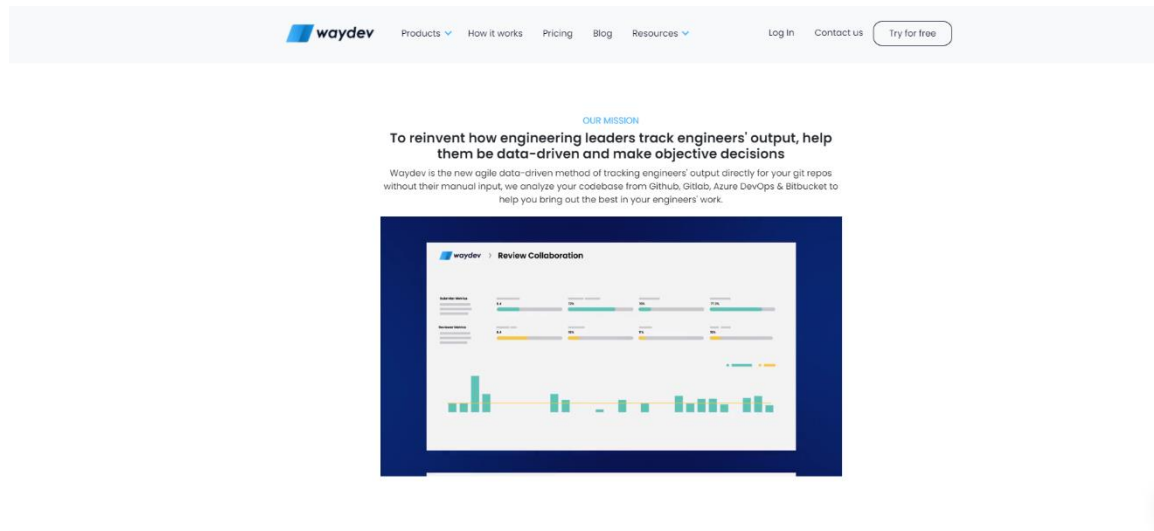 waydev
Products
How it works
Pricing
Blog
Resources
Log In
Contact us
Try for free
OUR MISSION
To reinvent how engineering leaders track engineers' output, help
them be data-driven and make objective decisions
Waydev is the new agile data-driven method of tracking engineers' output directly for your git repos
without their manual input, we analyze your codebase from Github, Gitlab, Azure DevOps & Bitbucket to
help you bring out the best in your engineers' work.
waydev > Review Collaboration